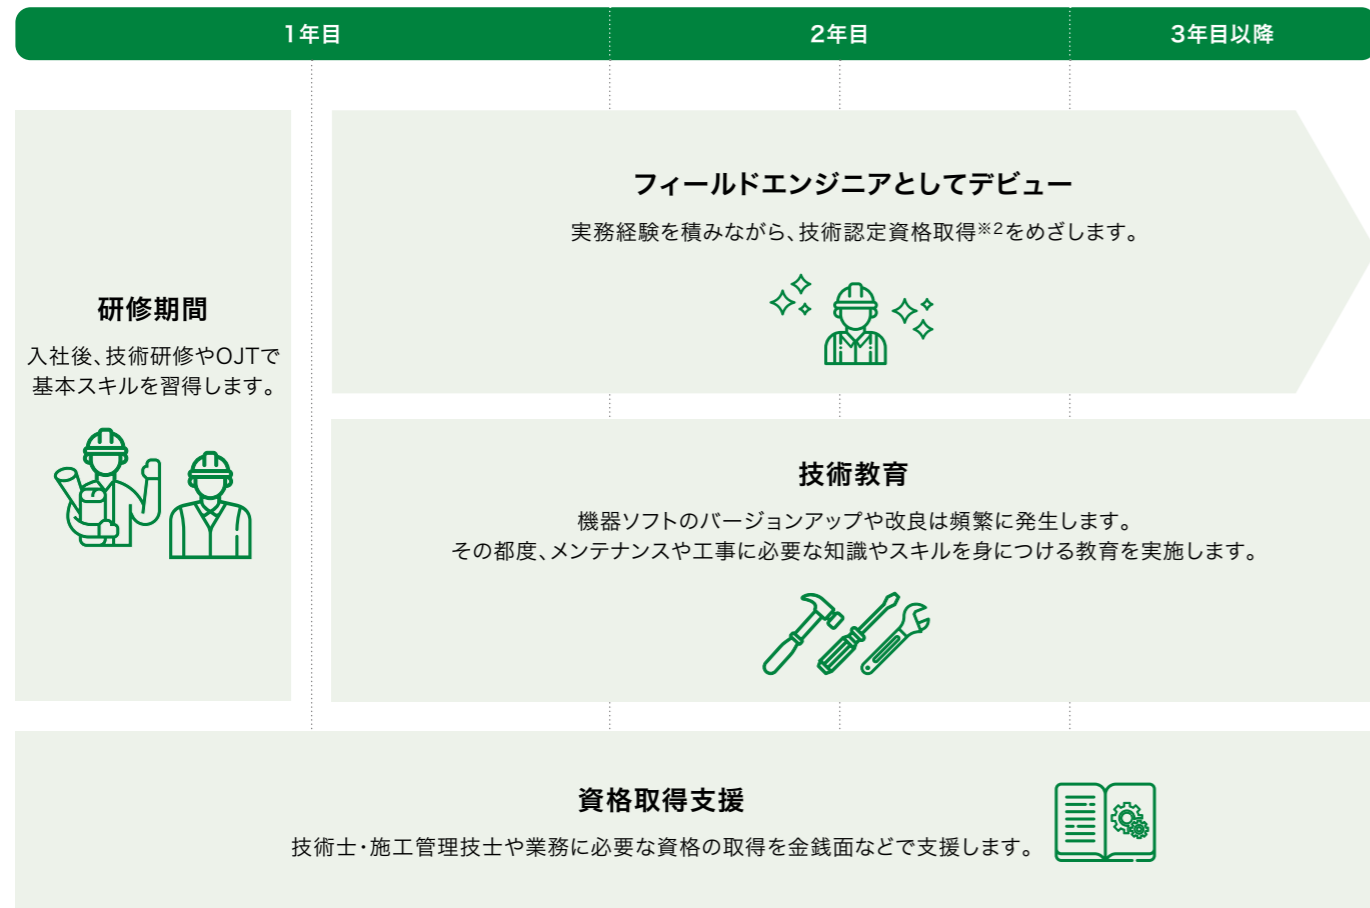 1年目
2年目
3年目以降
研修期間
入社後、技術研修やOJTで
基本スキルを習得します。
フィールドエンジニアとしてデビュー
実務経験を積みながら、技術認定資格取得※2をめざします。
技術教育
機器ソフトのバージョンアップや改良は頻繁に発生します。
その都度、メンテナンスや工事に必要な知識やスキルを身につける教育を実施します。
資格取得支援
技術士・施工管理技士や業務に必要な資格の取得を金銭面などで支援します。